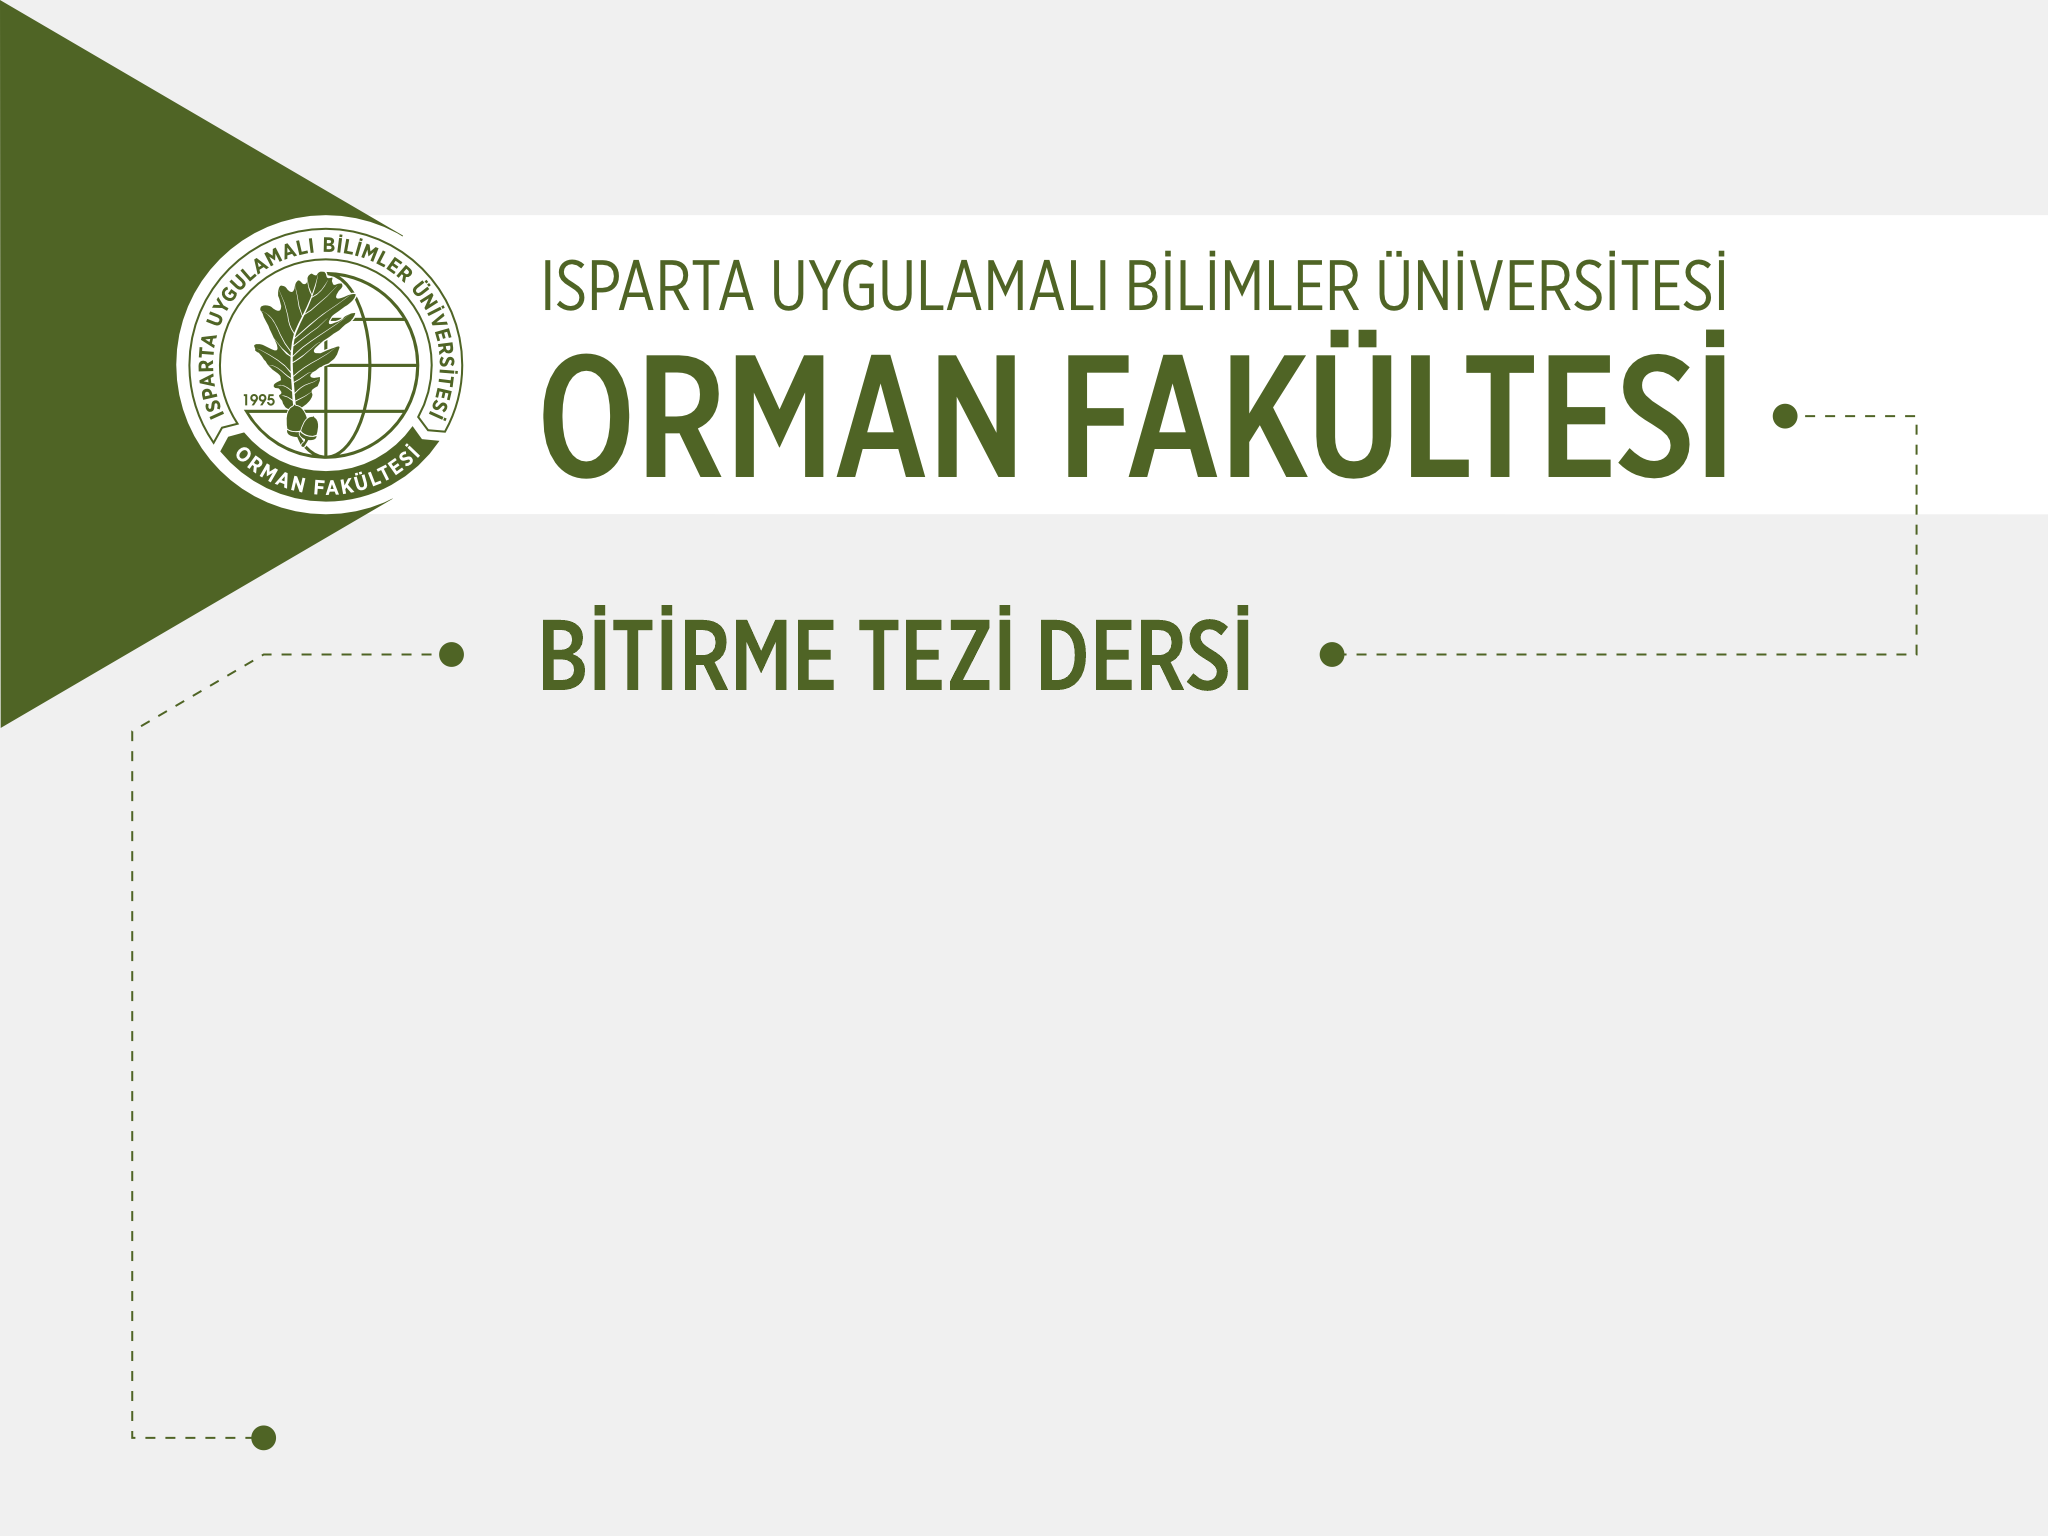 ISPARTA UYGULAMALI BİLİMLER ÜNİVERSİTESİ
1995
ORMAN FAKÜLTESİ
ISPARTA UYGULAMALI BİLİMLER ÜNİVERSİTESİ
ORMAN FAKÜLTESİ
BİTİRME TEZİ DERSİ